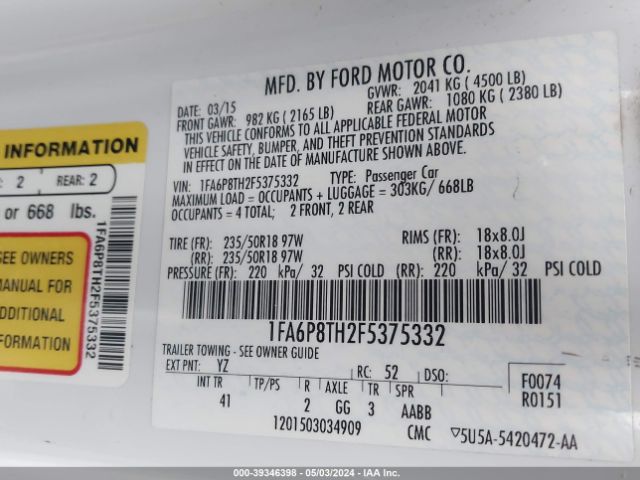 MFD. BY FORD MOTOR CO.
DATE: 03/15 GVWR: 2041 KG ( 4500 LB)
FRONT GAWR: 982 KG ( 2165 LB) REAR GAWR: 1080 KG ( 2380 LB)
THIS VEHICLE CONFORMS TO ALL APPLICABLE FEDERAL MOTOR
VEHICLE SAFETY, BUMPER, AND THEFT PREVENTION STANDARDS
IN EFFECT ON THE DATE OF MANUFACTURE SHOWN ABOVE.
VIN: 1FA6P8TH2F5375332 TYPE: Passenger Car
MAXIMUM LOAD = OCCUPANTS + LUGGAGE = 303KG/ 668LB
OCCUPANTS = 4 TOTAL; 2 FRONT, 2 REAR
TIRE (FR): 235/50R18 97W RIMS (FR): 18x8.0J
(RR): 235/50R18 97W (RR): 18x8.0J
PRESSURE (FR): 220 kPa/ 32 PSI COLD (RR): 220 kPa/ 32 PSI COLD
1FA6P8TH2F5375332
TRAILER TOWING - SEE OWNER GUIDE
EXT PNT: YZ RC: 52 DSO: F0074
INT TR TP/PS R AXLE TR SPR R0151
41 2 GG 3 AABB
1201503034909 CMC ▽5U5A-5420472-AA
INFORMATION
: 2 REAR: 2
or 668 lbs.
SEE OWNERS
MANUAL FOR
ADDITIONAL
INFORMATION
1FA6P8TH2F5375332
000-39346398 - 05/03/2024 - IAA Inc.